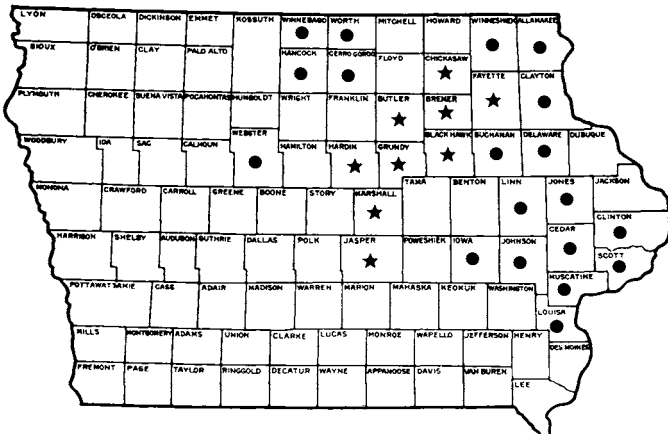 LYON OSCEOLA DICKINSON EMMET KOSSUTH WINNEBAGO WORTH MITCHELL HOWARD WINNESHIEK ALLAMAKEE
SIOUX O'BRIEN CLAY PALO ALTO HANCOCK CERRO GORDO FLOYD CHICKASAW
PLYMOUTH CHEROKEE BUENA VISTA POCAHONTAS HUMBOLDT WRIGHT FRANKLIN BUTLER BREMER FAYETTE CLAYTON
WOODBURY IDA SAC CALHOUN WEBSTER HAMILTON HARDIN GRUNDY BLACK HAWK BUCHANAN DELAWARE DUBUQUE
MONONA CRAWFORD CARROLL GREENE BOONE STORY MARSHALL TAMA BENTON LINN JONES JACKSON
CLINTON
HARRISON SHELBY AUDUBON GUTHRIE DALLAS POLK JASPER POWESHIEK IOWA JOHNSON CEDAR SCOTT
MUSCATINE
POTTAWATTAMIE CASS ADAIR MADISON WARREN MARION MAHASKA KEOKUK WASHINGTON LOUISA
MILLS MONTGOMERY ADAMS UNION CLARKE LUCAS MONROE WAPELLO JEFFERSON HENRY DES MOINES
FREMONT PAGE TAYLOR RINGGOLD DECATUR WAYNE APPANOOSE DAVIS VAN BUREN LEE